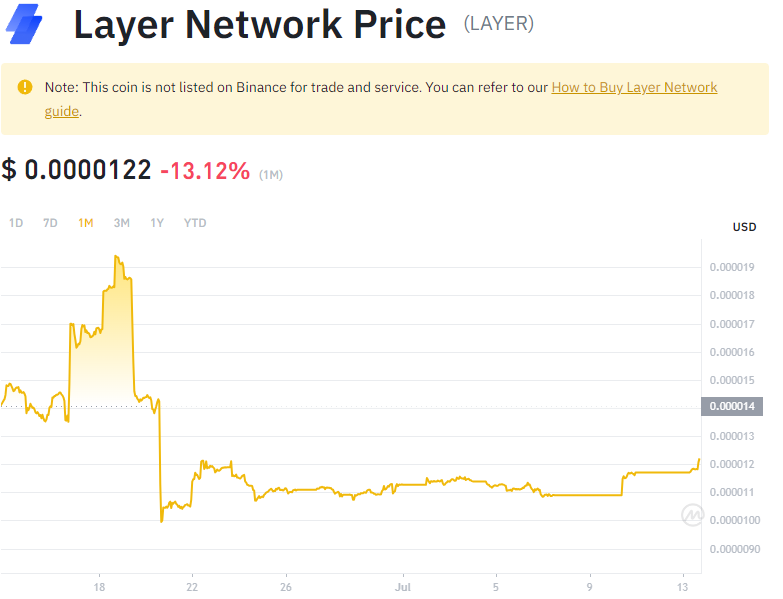 Layer Network Price (LAYER)
Note: This coin is not listed on Binance for trade and service. You can refer to our How to Buy Layer Network
guide.
$ 0.0000122 -13.12% (1M)
1D 7D 1M 3M 1Y YTD
USD
0.000019
0.000018
0.000017
0.000016
0.000015
0.000014
0.000013
0.000012
0.000011
0.0000100
0.0000090
18 22 26 Jul 5 9 13